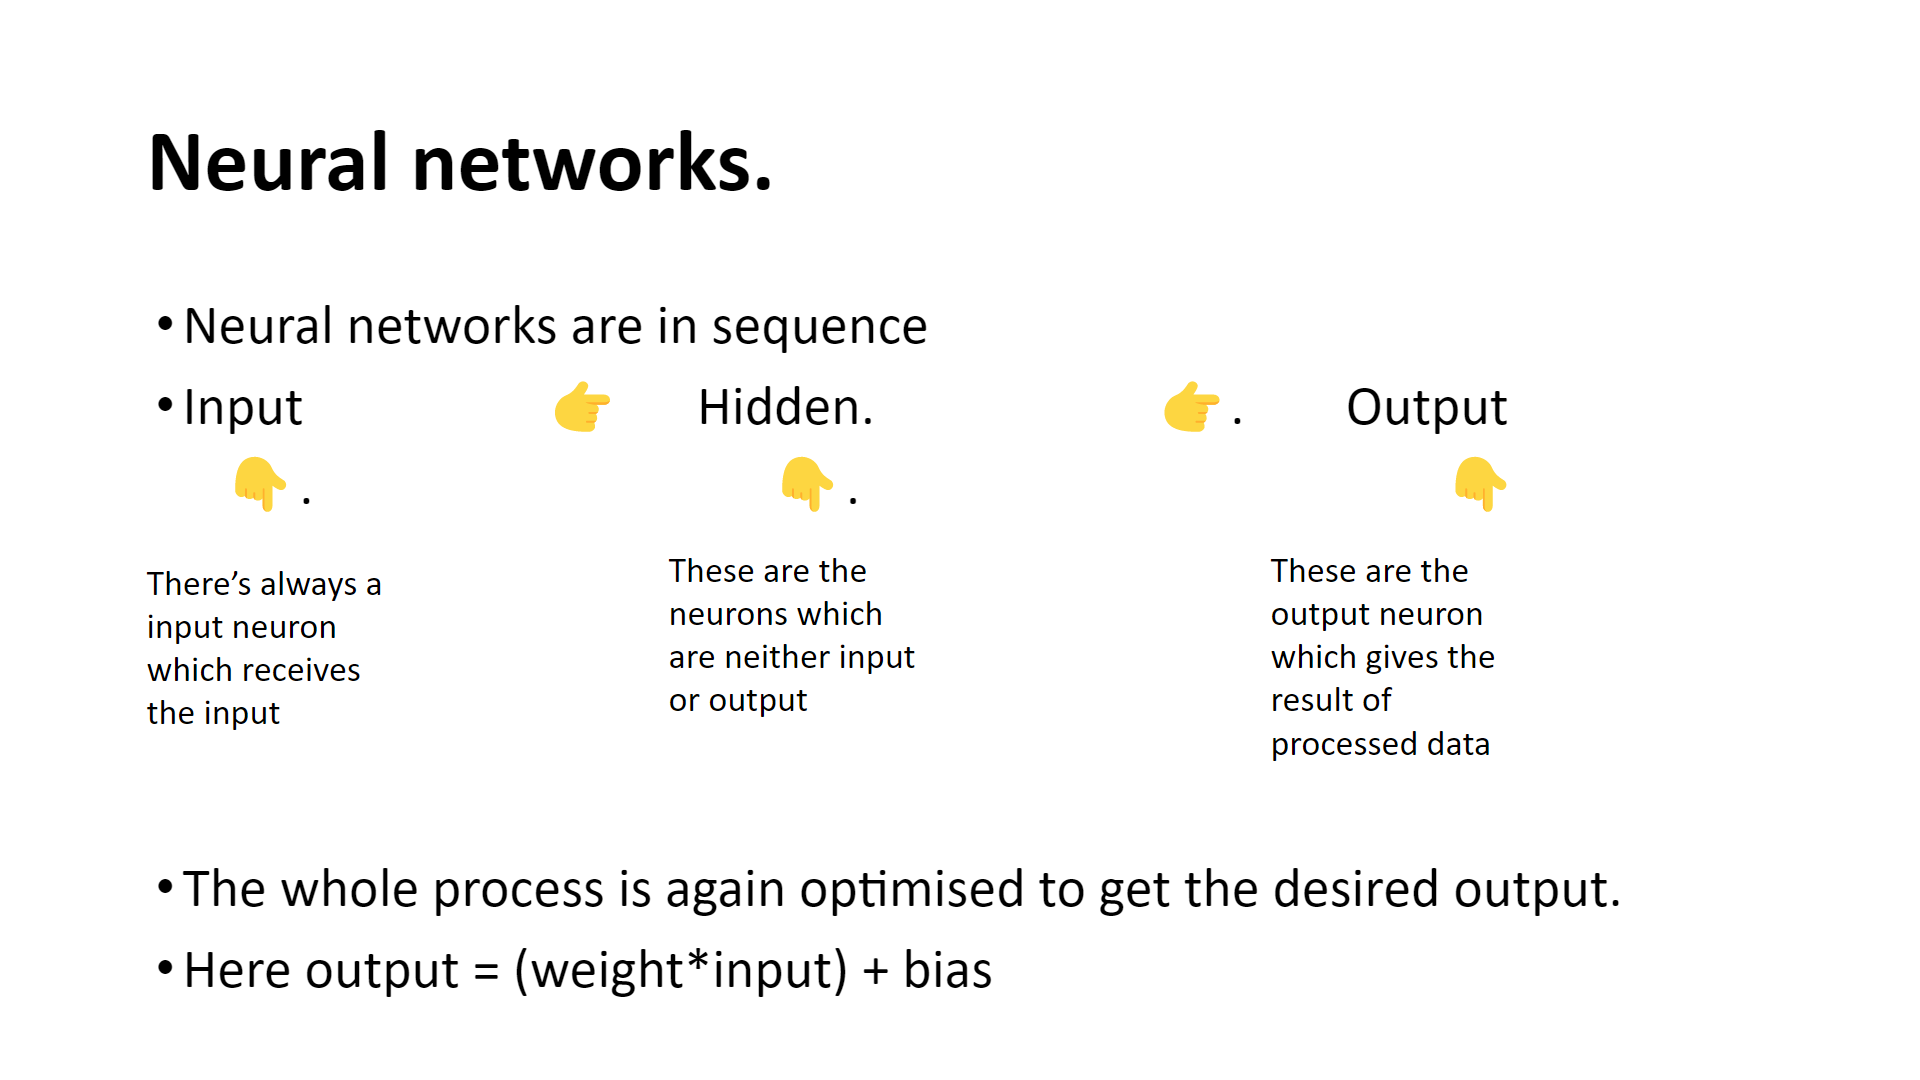 Neural networks.
• Neural networks are in sequence
• Input 👉 Hidden. 👉. Output
👇. 👇. 👇
There’s always a
input neuron
which receives
the input
These are the
neurons which
are neither input
or output
These are the
output neuron
which gives the
result of
processed data
• The whole process is again optimised to get the desired output.
• Here output = (weight*input) + bias